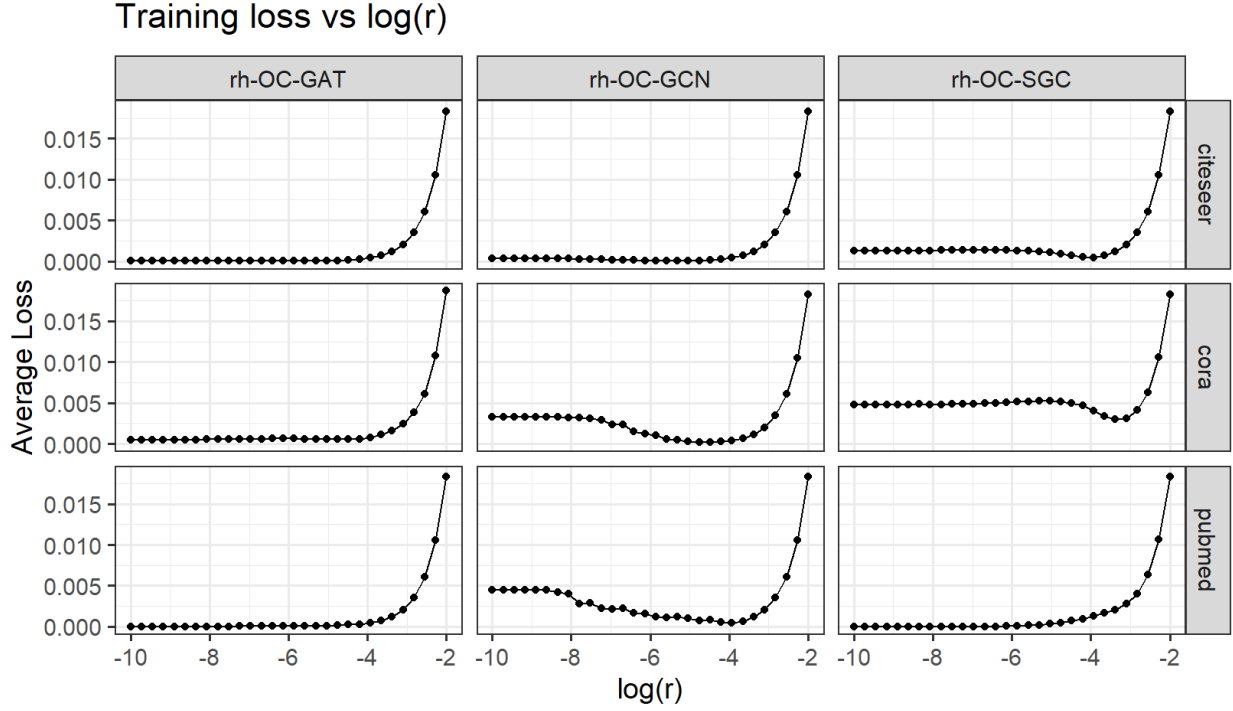 Training loss vs log(r)
rh-OC-GAT
rh-OC-GCN
rh-OC-SGC
citeseer
0.015
0.010
0.005
0.000
cora
0.015
0.010
0.005
0.000
pubmed
0.015
0.010
0.005
0.000
Average Loss
-10 -8 -6 -4 -2
-10 -8 -6 -4 -2
-10 -8 -6 -4 -2
log(r)